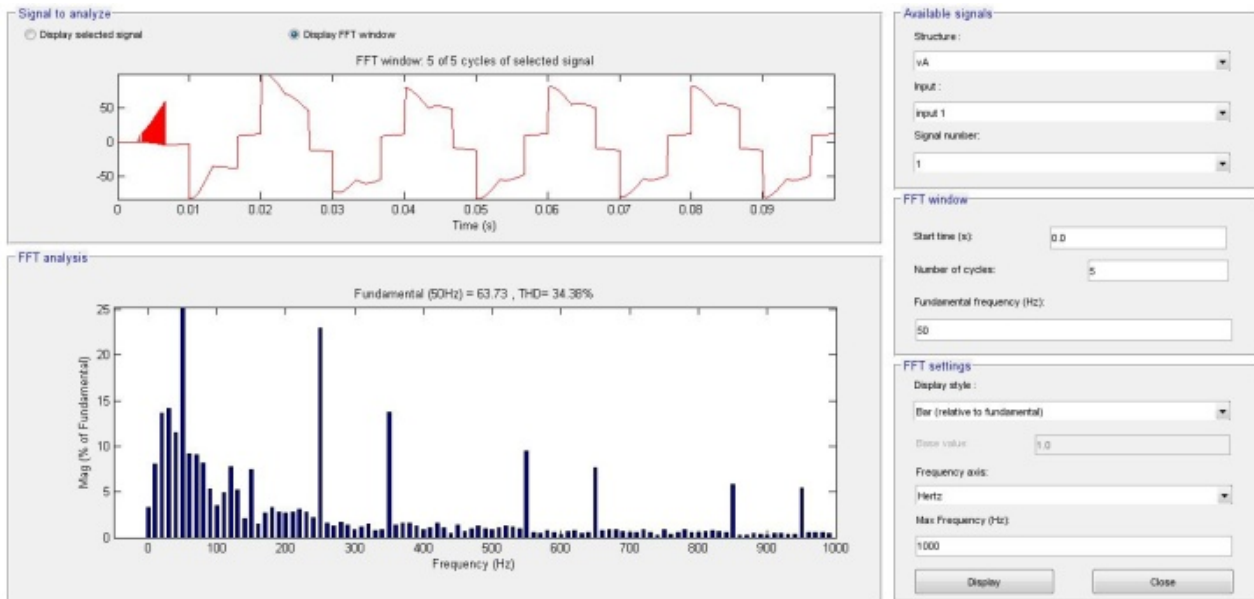 Signal to analyze
Display selected signal
Display FFT window
FFT window: 5 of 5 cycles of selected signal
50
0
-50
0 0.01 0.02 0.03 0.04 0.05 0.06 0.07 0.08 0.09
Time (s)
FFT analysis
Fundamental (50Hz) = 63.73 , THD= 34.38%
Mag (% of Fundamental)
25
20
15
10
5
0
0 100 200 300 400 500 600 700 800 900 1000
Frequency (Hz)
Available signals
Structure :
vA
Input :
input 1
Signal number:
1
FFT window
Start time (s):
0.0
Number of cycles:
5
Fundamental frequency (Hz):
50
FFT settings
Display style :
Bar (relative to fundamental)
Base value:
1.0
Frequency axis:
Hertz
Max Frequency (Hz):
1000
Display
Close